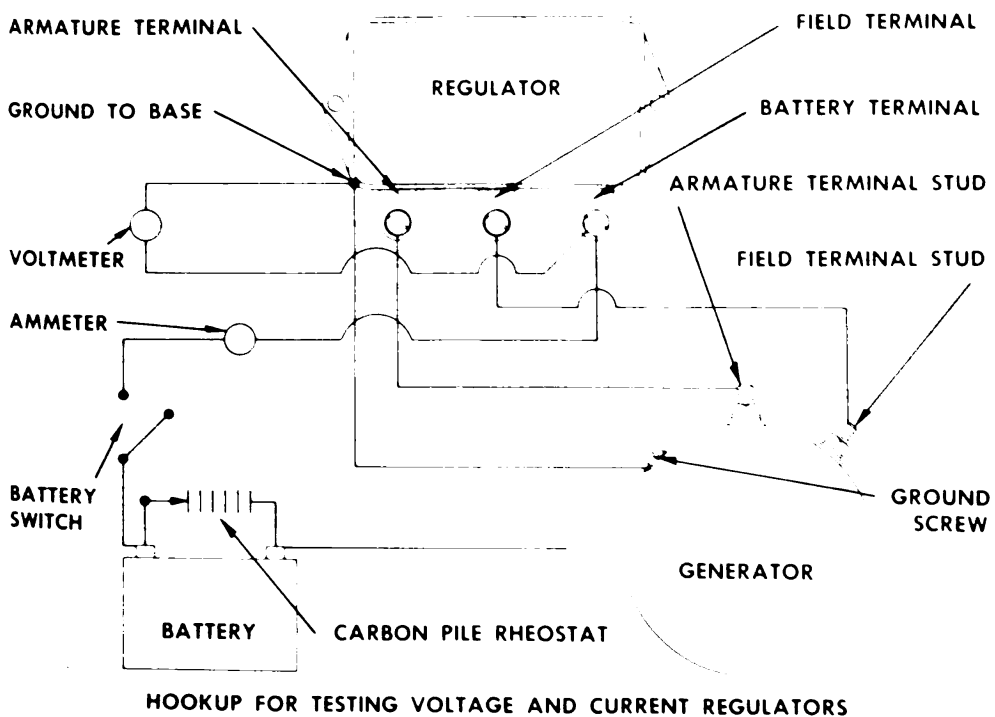 ARMATURE TERMINAL
FIELD TERMINAL
REGULATOR
GROUND TO BASE
BATTERY TERMINAL
ARMATURE TERMINAL STUD
VOLTMETER
FIELD TERMINAL STUD
AMMETER
BATTERY
SWITCH
GROUND
SCREW
GENERATOR
BATTERY
CARBON PILE RHEOSTAT
HOOKUP FOR TESTING VOLTAGE AND CURRENT REGULATORS